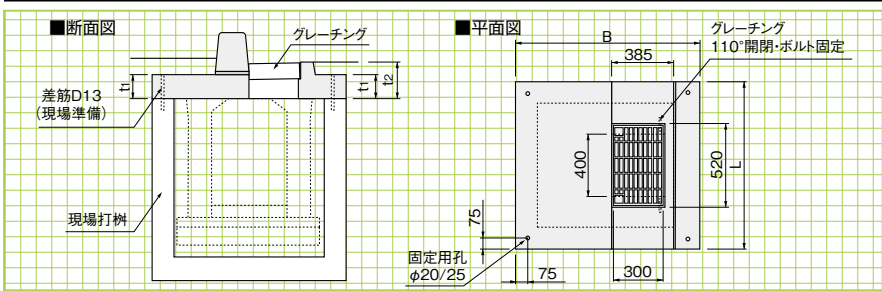 ■断面図
グレーチング
t1
t1
t2
差筋D13
(現場準備)
現場打桝
■平面図
B
385
グレーチング
110°開閉・ボルト固定
400
520
L
75
固定用孔
φ20/25
75
300